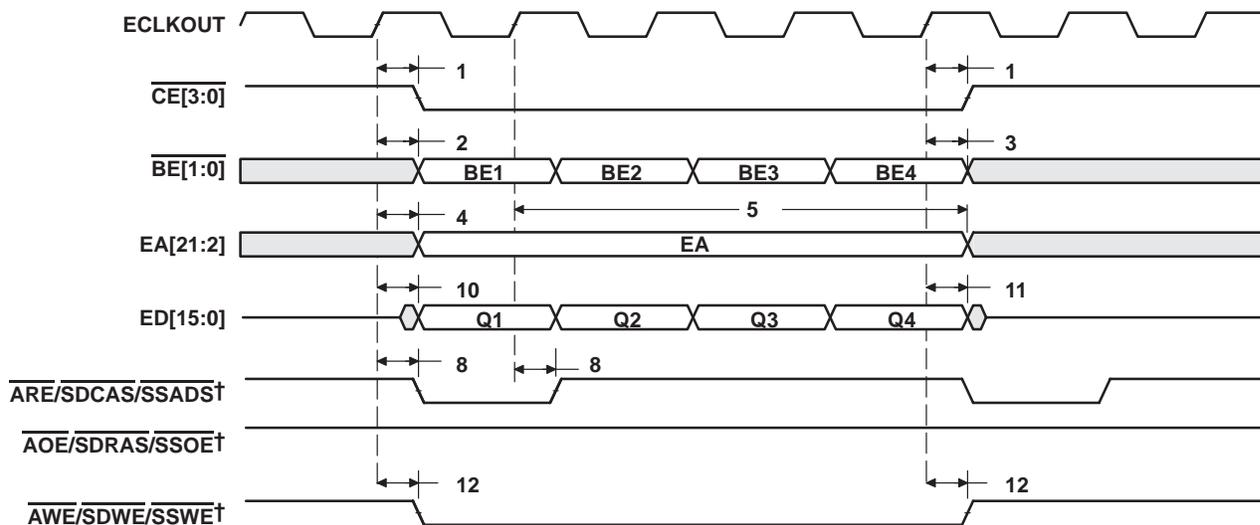 ECLKOUT
1 1
CE[3:0]
2 3
BE[1:0] BE1 BE2 BE3 BE4
5
4
EA[21:2] EA
10 11
ED[15:0] Q1 Q2 Q3 Q4
8 8
ARE/SDCAS/SSADS†
AOE/SDRAS/SSOE†
12 12
AWE/SDWE/SSWE†